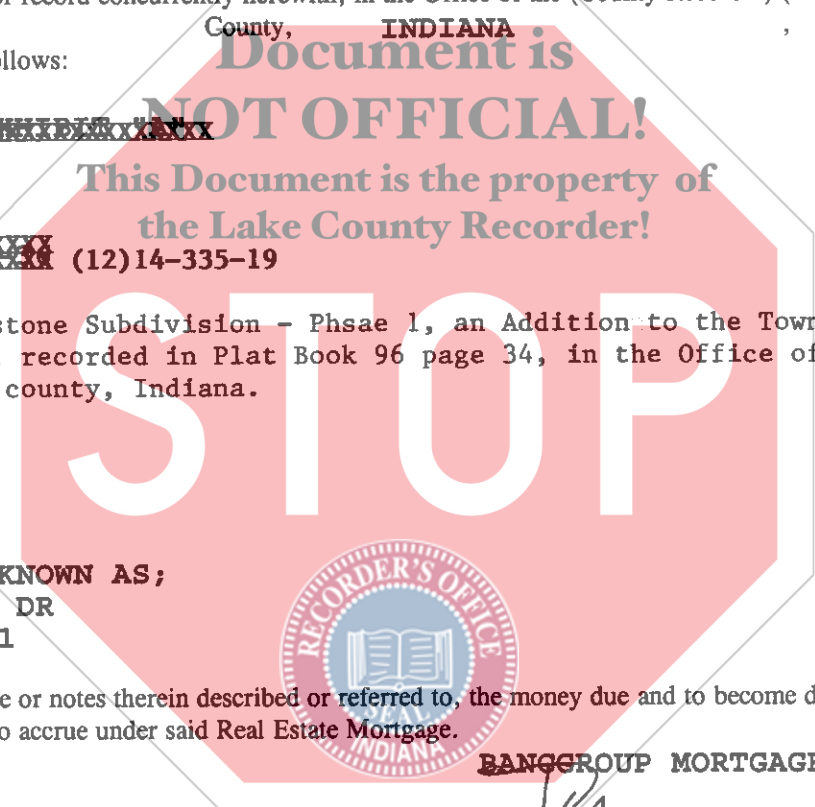 County, INDIANA ,
ollows:
Document is
NOT OFFICIAL!
This Document is the property of
the Lake County Recorder!
(12)14-335-19
stone Subdivision - Phsae 1, an Addition to the Town
recorded in Plat Book 96 page 34, in the Office of
county, Indiana.
STOP
KNOWN AS;
DR
1
RECORDER'S OFFICE
SEAL
INDIANA
e or notes therein described or referred to, the money due and to become d
o accrue under said Real Estate Mortgage.
BANGGROUP MORTGAGE